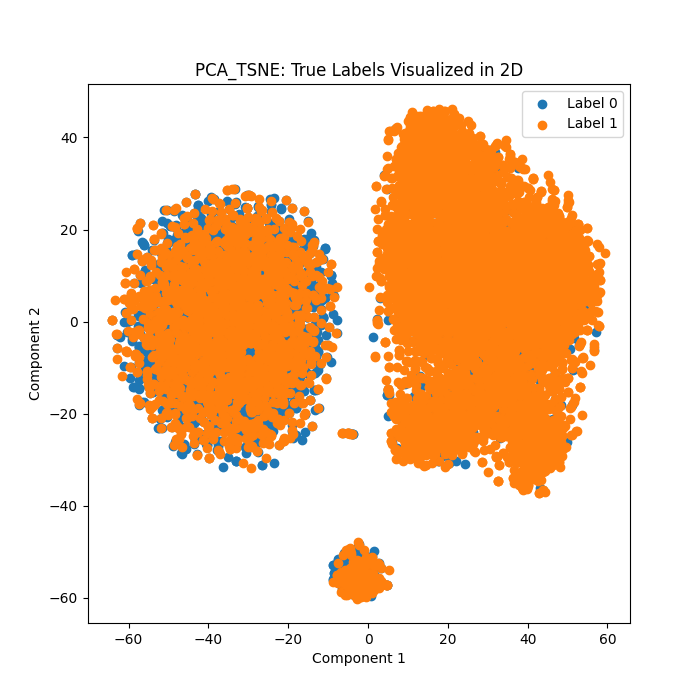 PCA_TSNE: True Labels Visualized in 2D
Label 0
Label 1
40
20
0
−20
−40
−60
Component 2
−60
−40
−20
0
20
40
60
Component 1